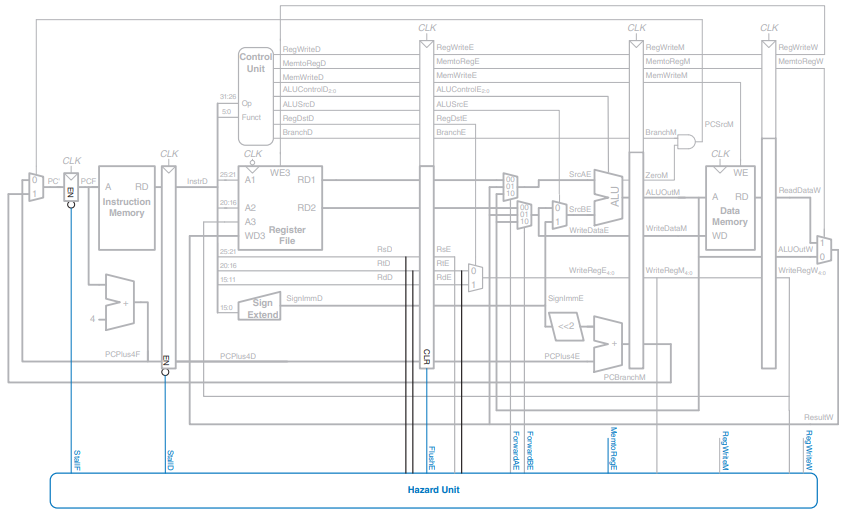 CLK
CLK
CLK
RegWriteD
RegWriteE
RegWriteM
RegWriteW
Control
Unit
MemtoRegD
MemtoRegE
MemtoRegM
MemtoRegW
MemWriteD
MemWriteE
MemWriteM
ALUControlD2:0
ALUControlE2:0
31:26
Op
ALUSrcD
ALUSrcE
5:0
Funct
RegDstD
RegDstE
PCSrcM
BranchD
BranchE
BranchM
CLK
CLK
CLK
CLK
WE3
WE
0
1
PC'
EN
PCF
A
RD
Instruction
Memory
InstrD
25:21
A1
RD1
00
01
10
SrcAE
ZeroM
20:16
A2
RD2
00
01
10
0
1
SrcBE
ALU
ALUOutM
A
RD
ReadDataW
Data
Memory
A3
WD3
Register
File
WriteDataE
WriteDataM
WD
1
0
25:21
RsD
RsE
ALUOutW
20:16
RtD
RtE
0
1
15:11
RdD
RdE
WriteRegE4:0
WriteRegM4:0
WriteRegW4:0
15:0
Sign
Extend
SignImmD
SignImmE
+
4
<<2
+
PCPlus4F
EN
PCPlus4D
CLR
PCPlus4E
PCBranchM
ResultW
StallF
StallD
FlushE
ForwardAE
ForwardBE
MemtoRegE
RegWriteM
RegWriteW
Hazard Unit